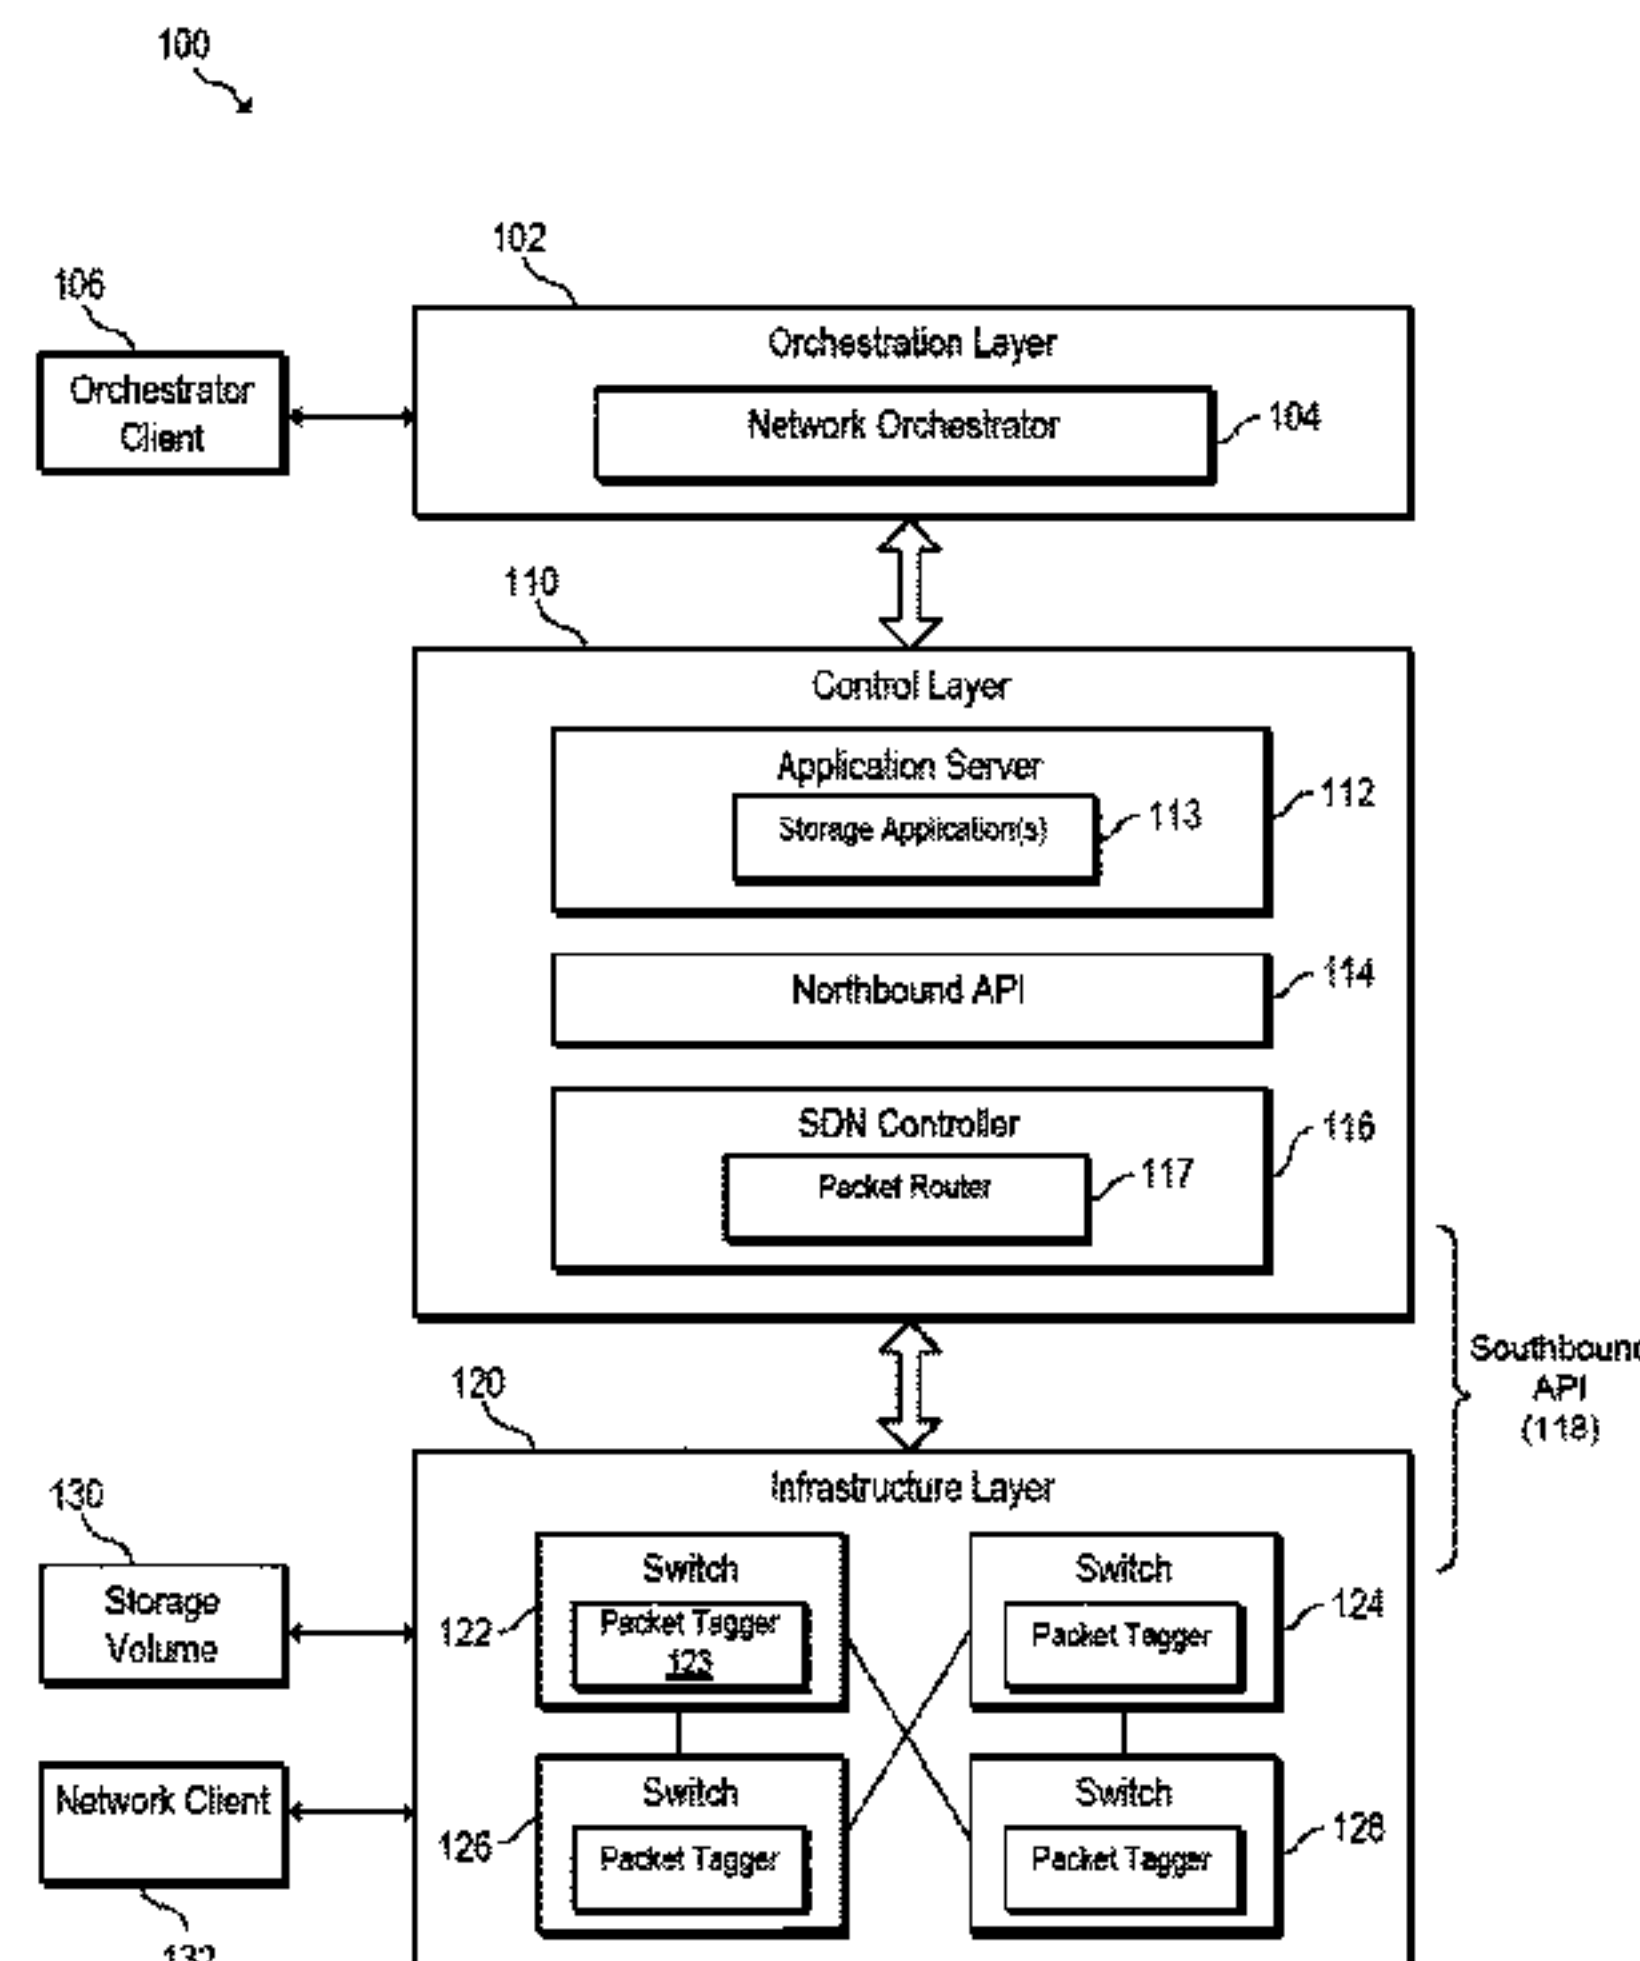 100
102
106
Orchestration Layer
Orchestrator
Client
Network Orchestrator
104
110
Control Layer
Application Server
112
Storage Application(s)
113
Northbound API
114
SDN Controller
116
Packet Router
117
Southbound
API
(118)
120
Infrastructure Layer
130
Storage
Volume
Switch
122
Packet Tagger
123
Switch
124
Packet Tagger
Network Client
132
Switch
126
Packet Tagger
Switch
128
Packet Tagger